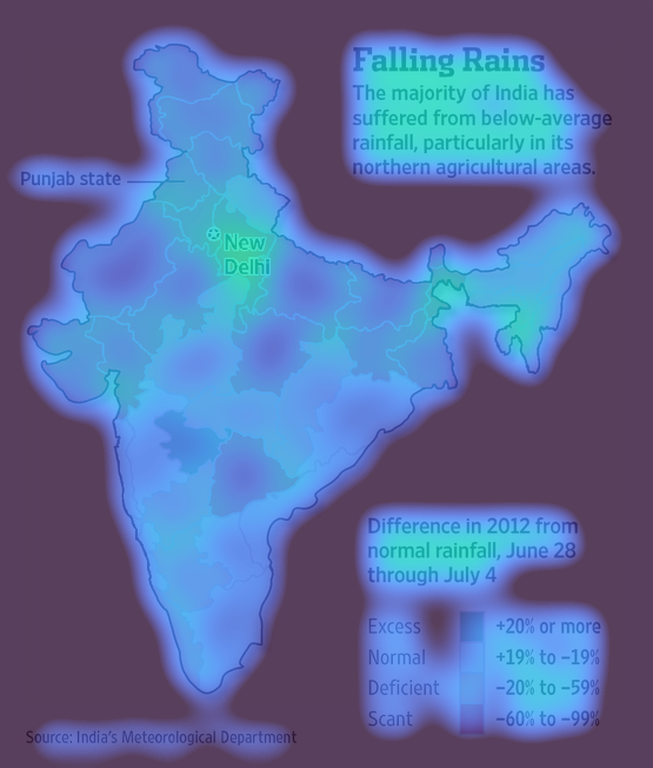 Falling Rains
The majority of India has
suffered from below-average
rainfall, particularly in its
northern agricultural areas.
Punjab state
New
Delhi
Difference in 2012 from
normal rainfall, June 28
through July 4
Excess +20% or more
Normal +19% to –19%
Deficient –20% to –59%
Scant –60% to –99%
Source: India's Meteorological Department